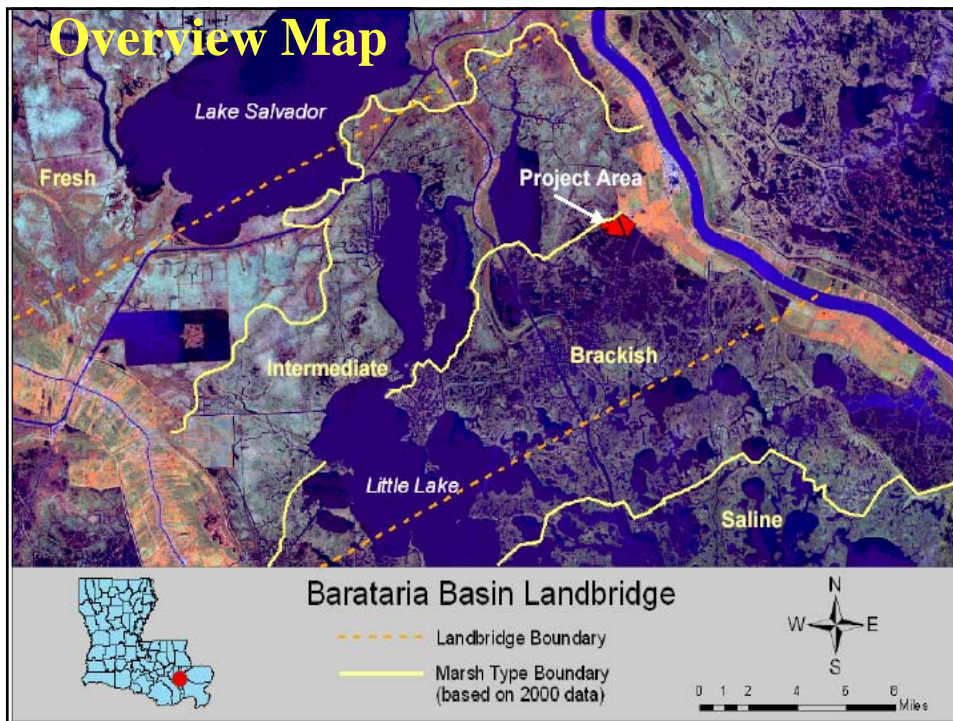 Overview Map
Lake Salvador
Fresh
Project Area
Intermediate
Brackish
Little Lake
Saline
Barataria Basin Landbridge
Landbridge Boundary
Marsh Type Boundary
(based on 2000 data)
N
W E
S
0 1 2 4 6 8
Miles